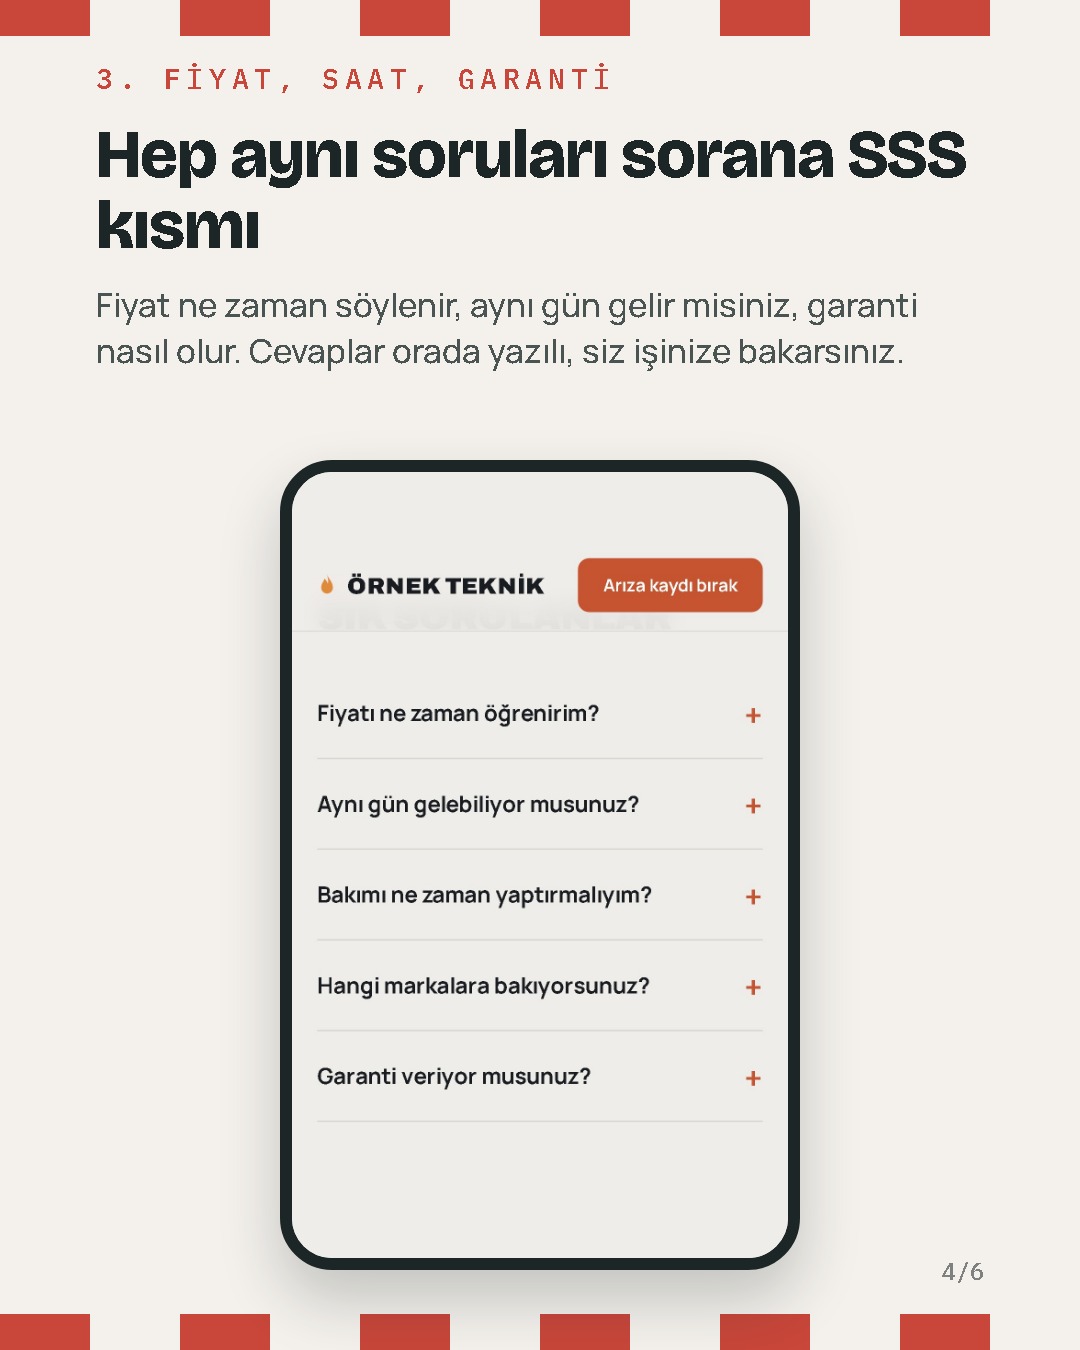 3. FİYAT, SAAT, GARANTİ
Hep aynı soruları sorana SSS
kısmı
Fiyat ne zaman söylenir, aynı gün gelir misiniz, garanti
nasıl olur. Cevaplar orada yazılı, siz işinize bakarsınız.
ÖRNEK TEKNİK
Arıza kaydı bırak
SIK SORULANLAR
Fiyatı ne zaman öğrenirim? +
Aynı gün gelebiliyor musunuz? +
Bakımı ne zaman yaptırmalıyım? +
Hangi markalara bakıyorsunuz? +
Garanti veriyor musunuz? +
4/6